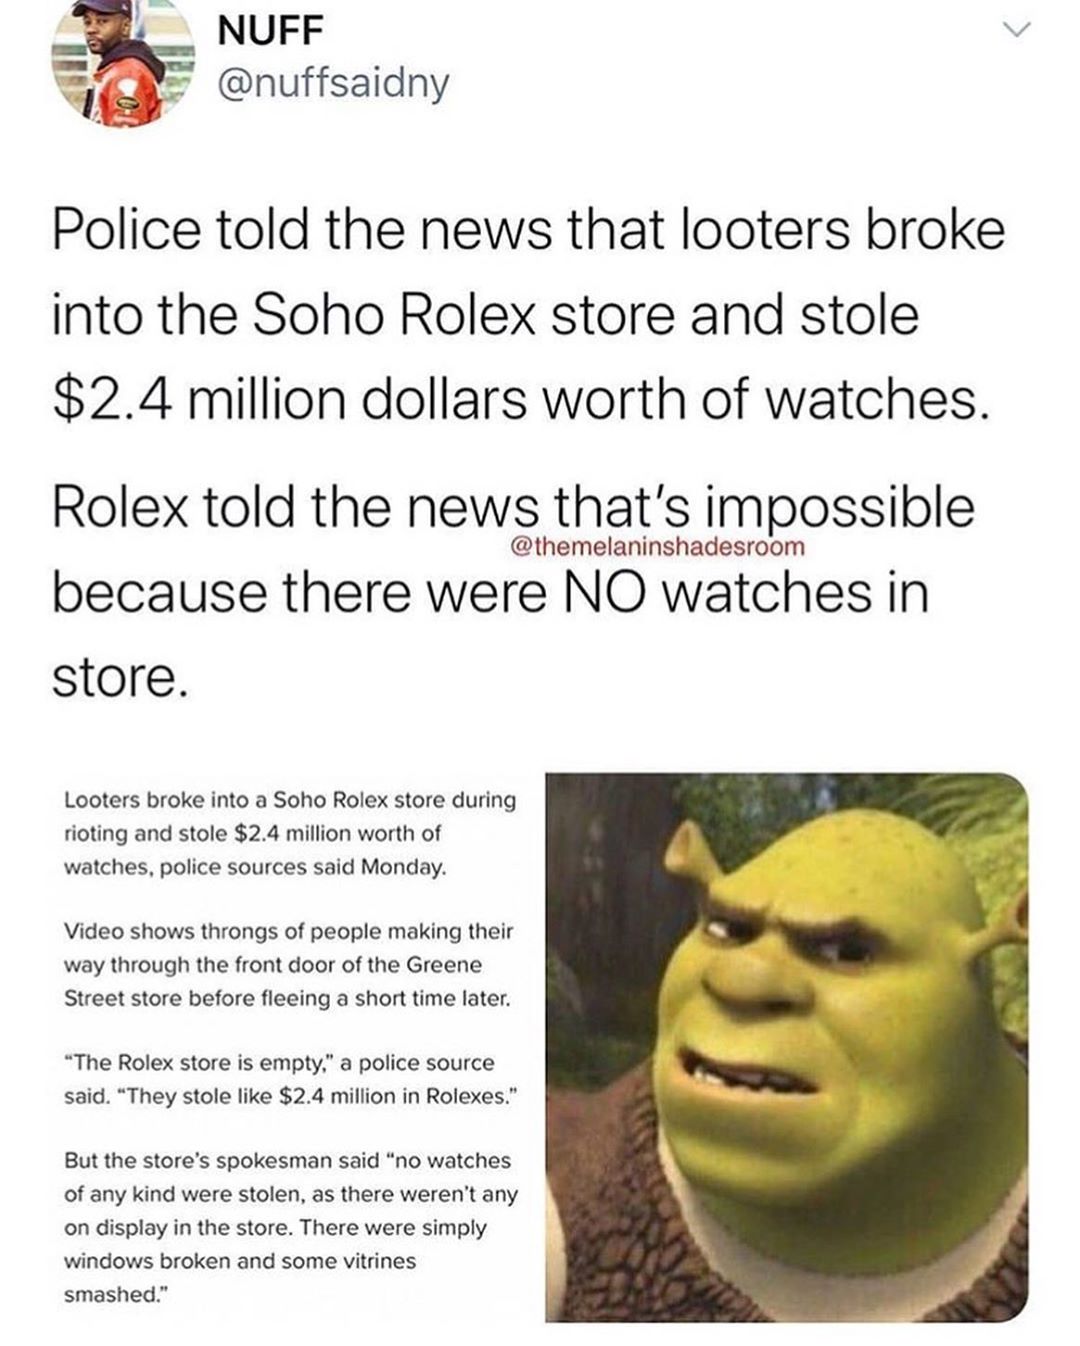 NUFF
@nuffsaidny
Police told the news that looters broke
into the Soho Rolex store and stole
$2.4 million dollars worth of watches.
Rolex told the news that's impossible
@themelaninshadesroom
because there were NO watches in
store.
Looters broke into a Soho Rolex store during
rioting and stole $2.4 million worth of
watches, police sources said Monday.
Video shows throngs of people making their
way through the front door of the Greene
Street store before fleeing a short time later.
“The Rolex store is empty,” a police source
said. “They stole like $2.4 million in Rolexes.”
But the store’s spokesman said “no watches
of any kind were stolen, as there weren’t any
on display in the store. There were simply
windows broken and some vitrines
smashed.”